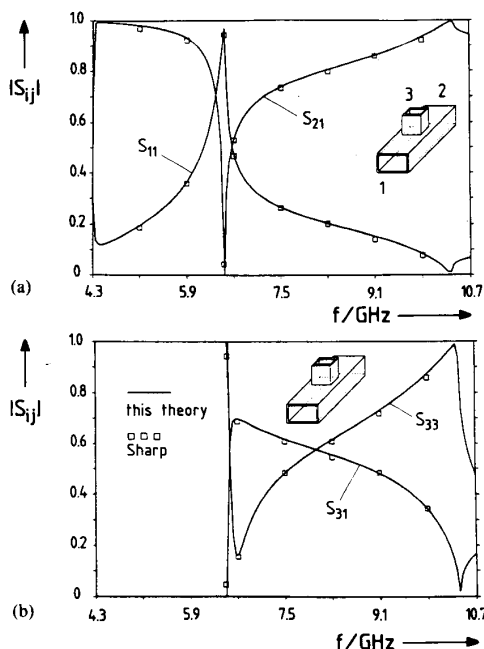 |Sij|
1.0
0.8
0.6
0.4
0.2
0
S11
S21
3 2
1
(a)
4.3 5.9 7.5 9.1 10.7
f/GHz
|Sij|
1.0
0.8
0.6
0.4
0.2
0
this theory
Sharp
S33
S31
(b)
4.3 5.9 7.5 9.1 10.7
f/GHz